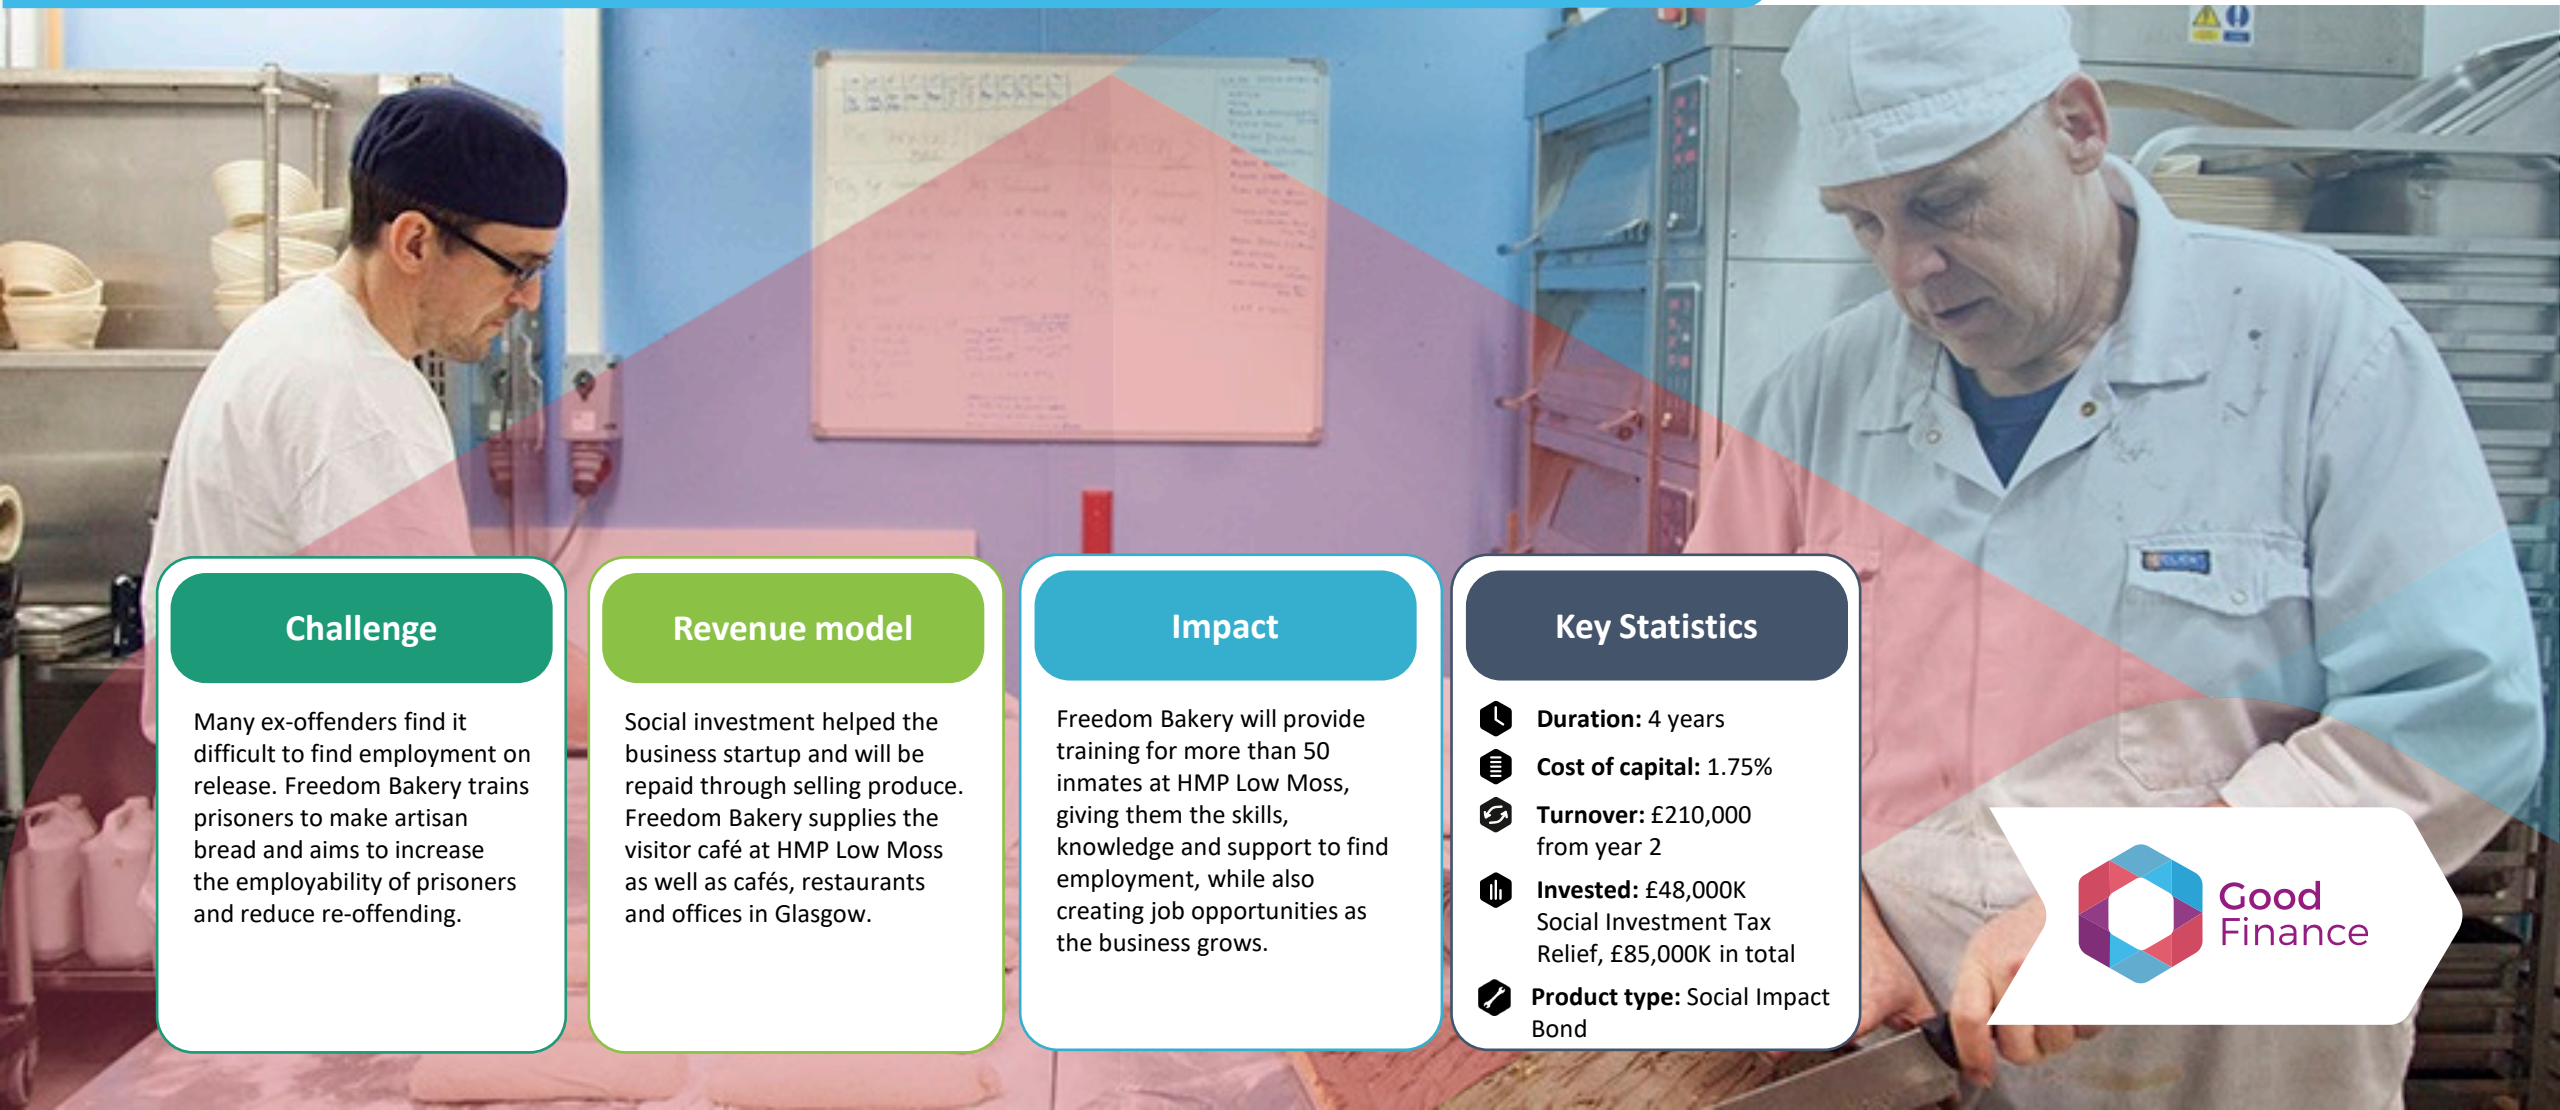 Challenge
Many ex-offenders find it
difficult to find employment on
release. Freedom Bakery trains
prisoners to make artisan
bread and aims to increase
the employability of prisoners
and reduce re-offending.
Revenue model
Social investment helped the
business startup and will be
repaid through selling produce.
Freedom Bakery supplies the
visitor café at HMP Low Moss
as well as cafés, restaurants
and offices in Glasgow.
Impact
Freedom Bakery will provide
training for more than 50
inmates at HMP Low Moss,
giving them the skills,
knowledge and support to find
employment, while also
creating job opportunities as
the business grows.
Key Statistics
Duration: 4 years
Cost of capital: 1.75%
Turnover: £210,000
from year 2
Invested: £48,000K
Social Investment Tax
Relief, £85,000K in total
Product type: Social Impact
Bond
Good
Finance